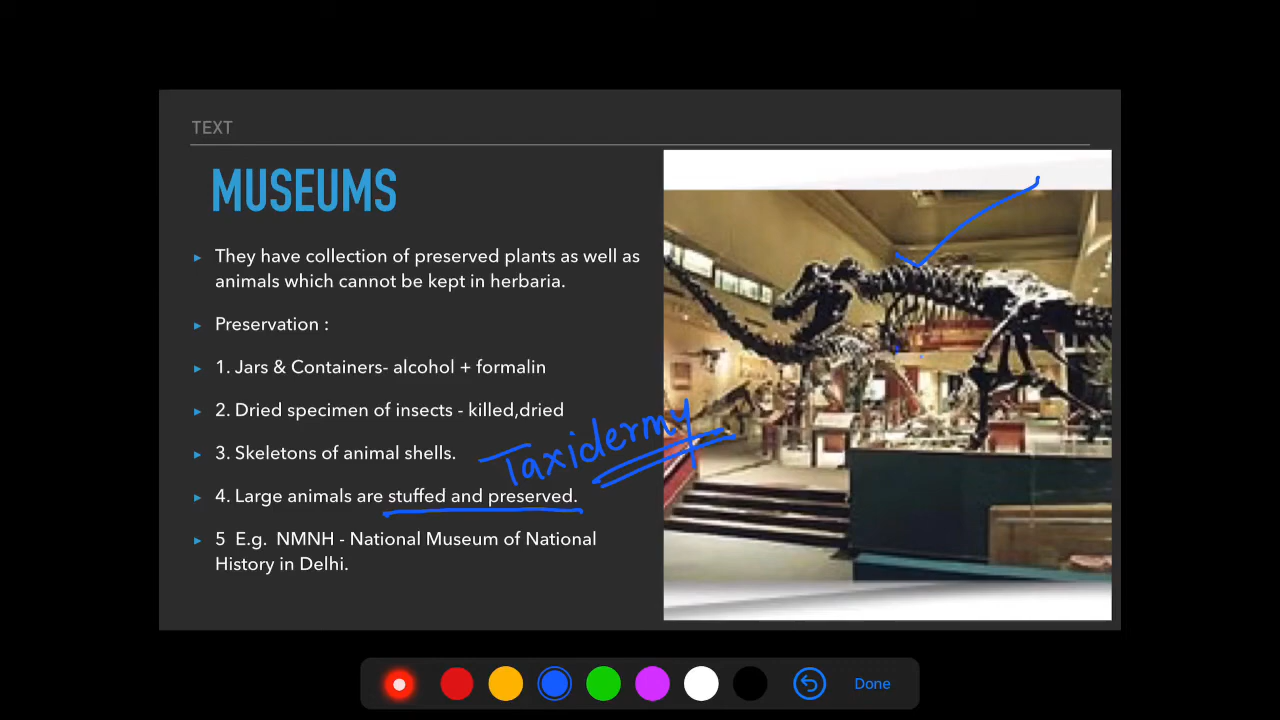 TEXT
MUSEUMS
They have collection of preserved plants as well as
animals which cannot be kept in herbaria.
Preservation :
1. Jars & Containers- alcohol + formalin
2. Dried specimen of insects - killed,dried
Taxidermy
3. Skeletons of animal shells.
4. Large animals are stuffed and preserved.
5 E.g. NMNH - National Museum of National
History in Delhi.
Done